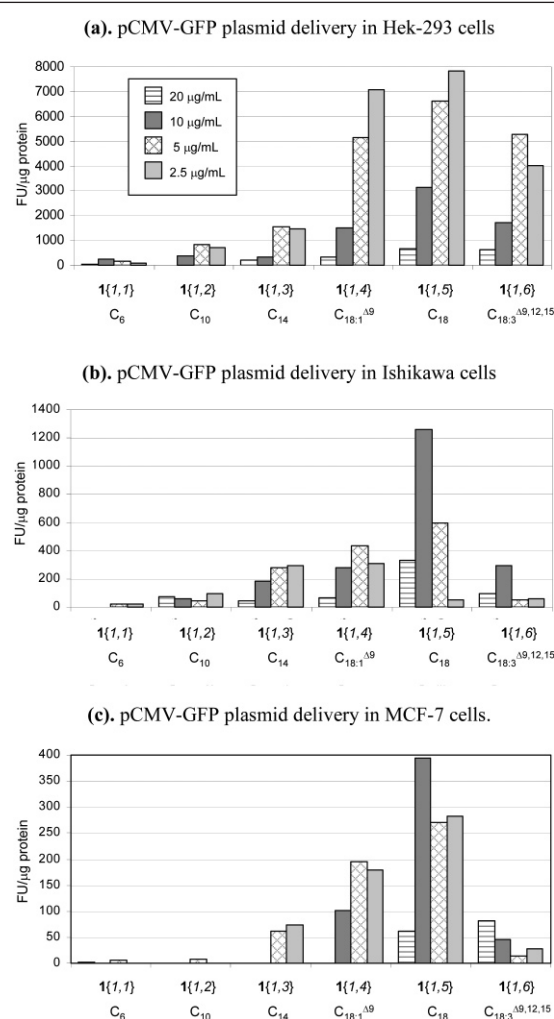 (a). pCMV-GFP plasmid delivery in Hek-293 cells
8000
7000
6000
5000
4000
3000
2000
1000
0
FU/µg protein
20 µg/mL
10 µg/mL
5 µg/mL
2.5 µg/mL
1{1,1} 1{1,2} 1{1,3} 1{1,4} 1{1,5} 1{1,6}
C6 C10 C14 C18:1Δ9 C18 C18:3Δ9,12,15
(b). pCMV-GFP plasmid delivery in Ishikawa cells
1400
1200
1000
800
600
400
200
0
FU/µg protein
1{1,1} 1{1,2} 1{1,3} 1{1,4} 1{1,5} 1{1,6}
C6 C10 C14 C18:1Δ9 C18 C18:3Δ9,12,15
(c). pCMV-GFP plasmid delivery in MCF-7 cells.
400
350
300
250
200
150
100
50
0
FU/µg protein
1{1,1} 1{1,2} 1{1,3} 1{1,4} 1{1,5} 1{1,6}
C6 C10 C14 C18:1Δ9 C18 C18:3Δ9,12,15